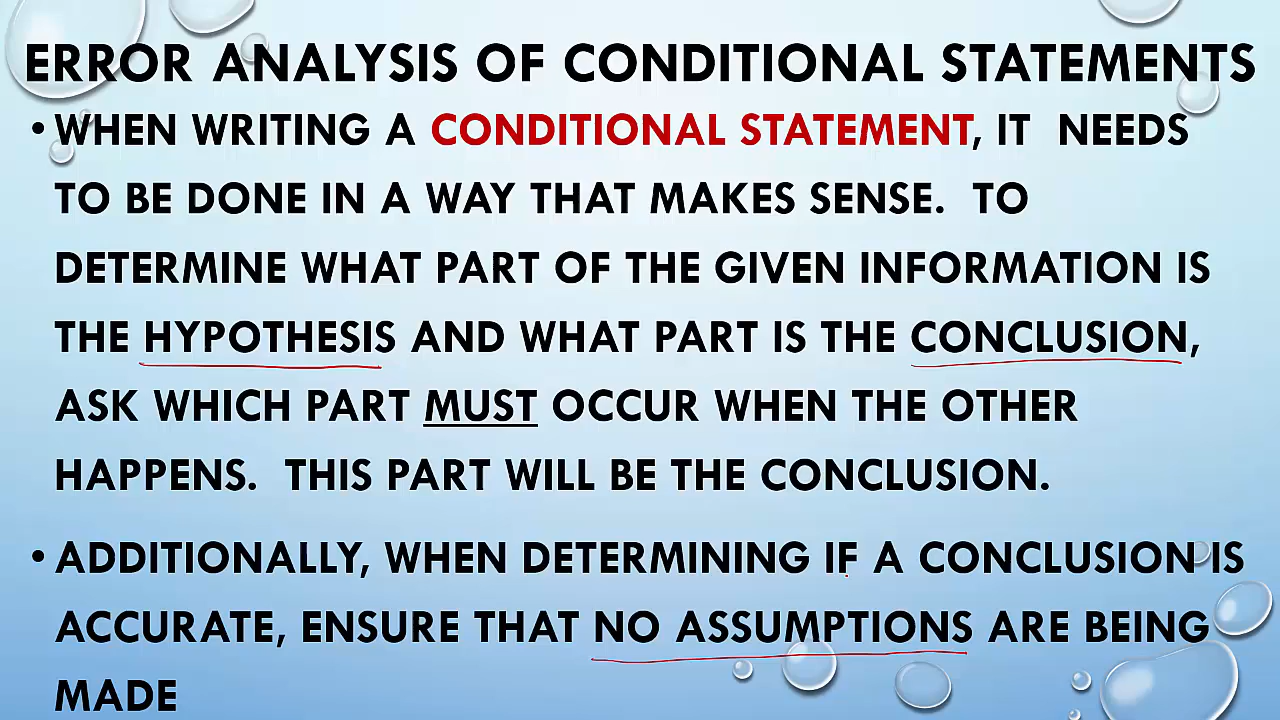 ERROR ANALYSIS OF CONDITIONAL STATEMENTS
• WHEN WRITING A CONDITIONAL STATEMENT, IT NEEDS
TO BE DONE IN A WAY THAT MAKES SENSE. TO
DETERMINE WHAT PART OF THE GIVEN INFORMATION IS
THE HYPOTHESIS AND WHAT PART IS THE CONCLUSION,
ASK WHICH PART MUST OCCUR WHEN THE OTHER
HAPPENS. THIS PART WILL BE THE CONCLUSION.
• ADDITIONALLY, WHEN DETERMINING IF A CONCLUSION IS
ACCURATE, ENSURE THAT NO ASSUMPTIONS ARE BEING
MADE